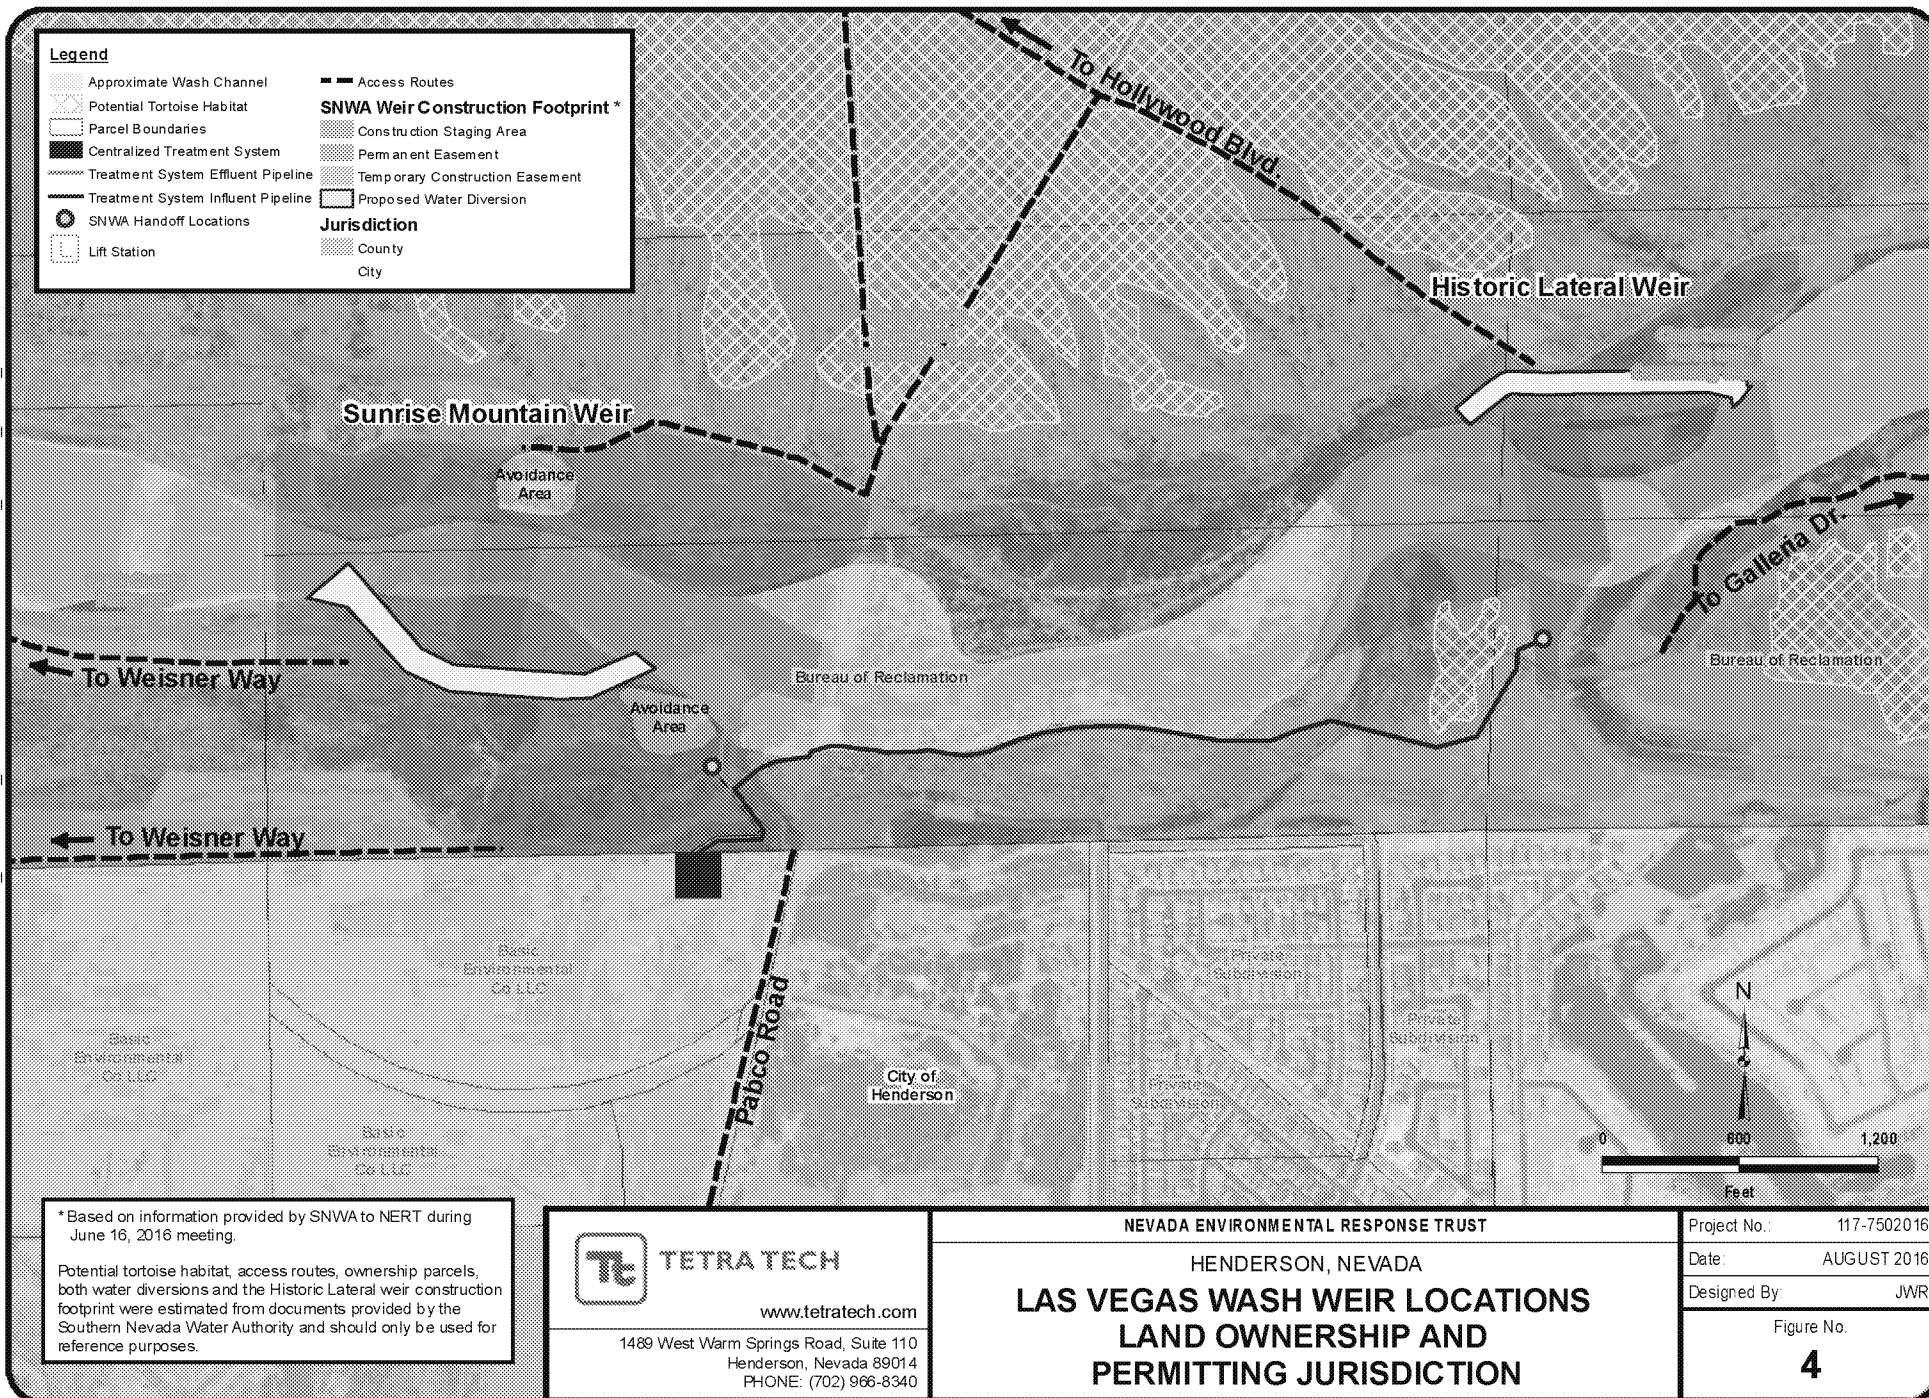 Legend
Approximate Wash Channel
Potential Tortoise Habitat
Parcel Boundaries
Centralized Treatment System
Treatment System Effluent Pipeline
Treatment System Influent Pipeline
SNWA Handoff Locations
L
Lift Station
Access Routes
SNWA Weir Construction Footprint *
Construction Staging Area
Permanent Easement
Temporary Construction Easement
Proposed Water Diversion
Jurisdiction
County
City
To Hollywood Blvd.
Historic Lateral Weir
Sunrise Mountain Weir
Avoidance
Area
To Galleria Dr.
To Weisner Way
Bureau of Reclamation
Bureau of Reclamation
Avoidance
Area
To Weisner Way
Basic
Environmental
Co LLC
Private
Subdivision
Pabco Road
N
Basic
Environmental
Co LLC
Private
Subdivision
City of
Henderson
Private
Subdivision
Basic
Environmental
Co LLC
0 600 1,200
Feet
* Based on information provided by SNWA to NERT during
June 16, 2016 meeting.
Potential tortoise habitat, access routes, ownership parcels,
both water diversions and the Historic Lateral weir construction
footprint were estimated from documents provided by the
Southern Nevada Water Authority and should only be used for
reference purposes.
Tt TETRA TECH
www.tetratech.com
1489 West Warm Springs Road, Suite 110
Henderson, Nevada 89014
PHONE: (702) 966-8340
NEVADA ENVIRONMENTAL RESPONSE TRUST
HENDERSON, NEVADA
LAS VEGAS WASH WEIR LOCATIONS
LAND OWNERSHIP AND
PERMITTING JURISDICTION
Project No.: 117-7502016
Date: AUGUST 2016
Designed By: JWR
Figure No.
4